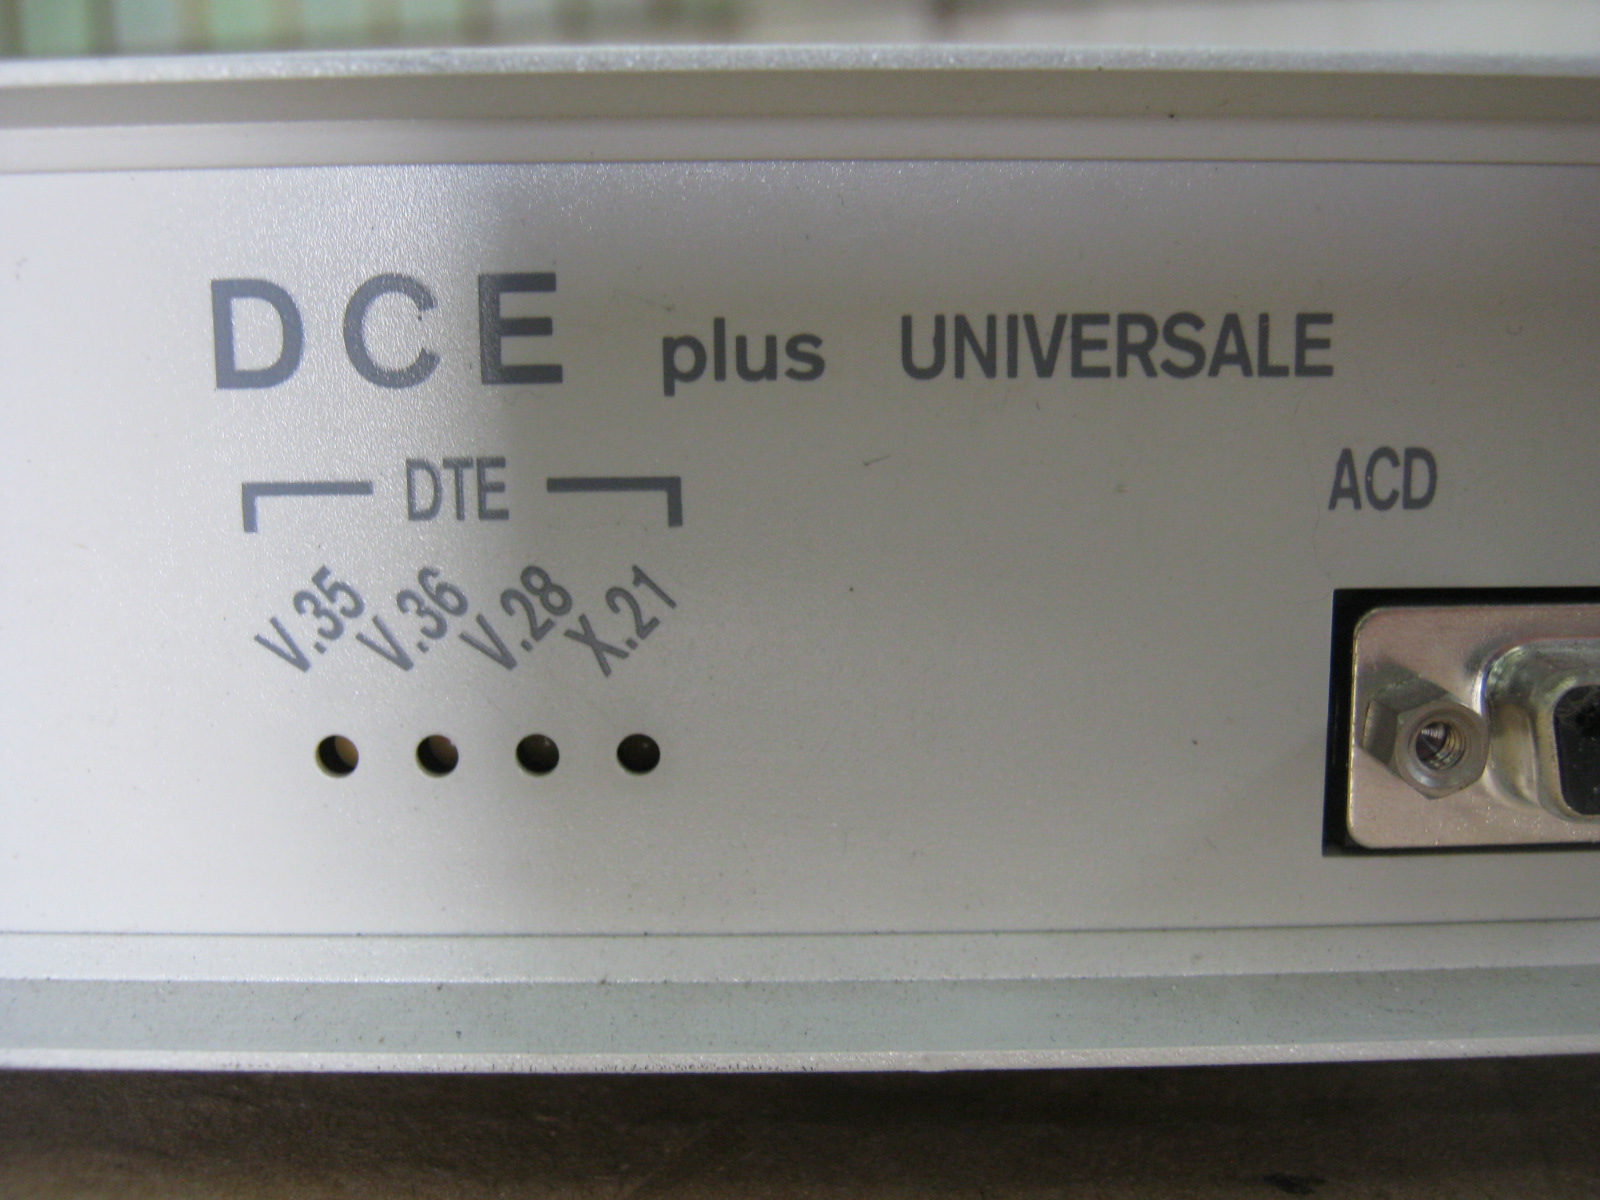 DCE plus UNIVERSALE
DTE
ACD
V.35 V.36 V.28 X.21